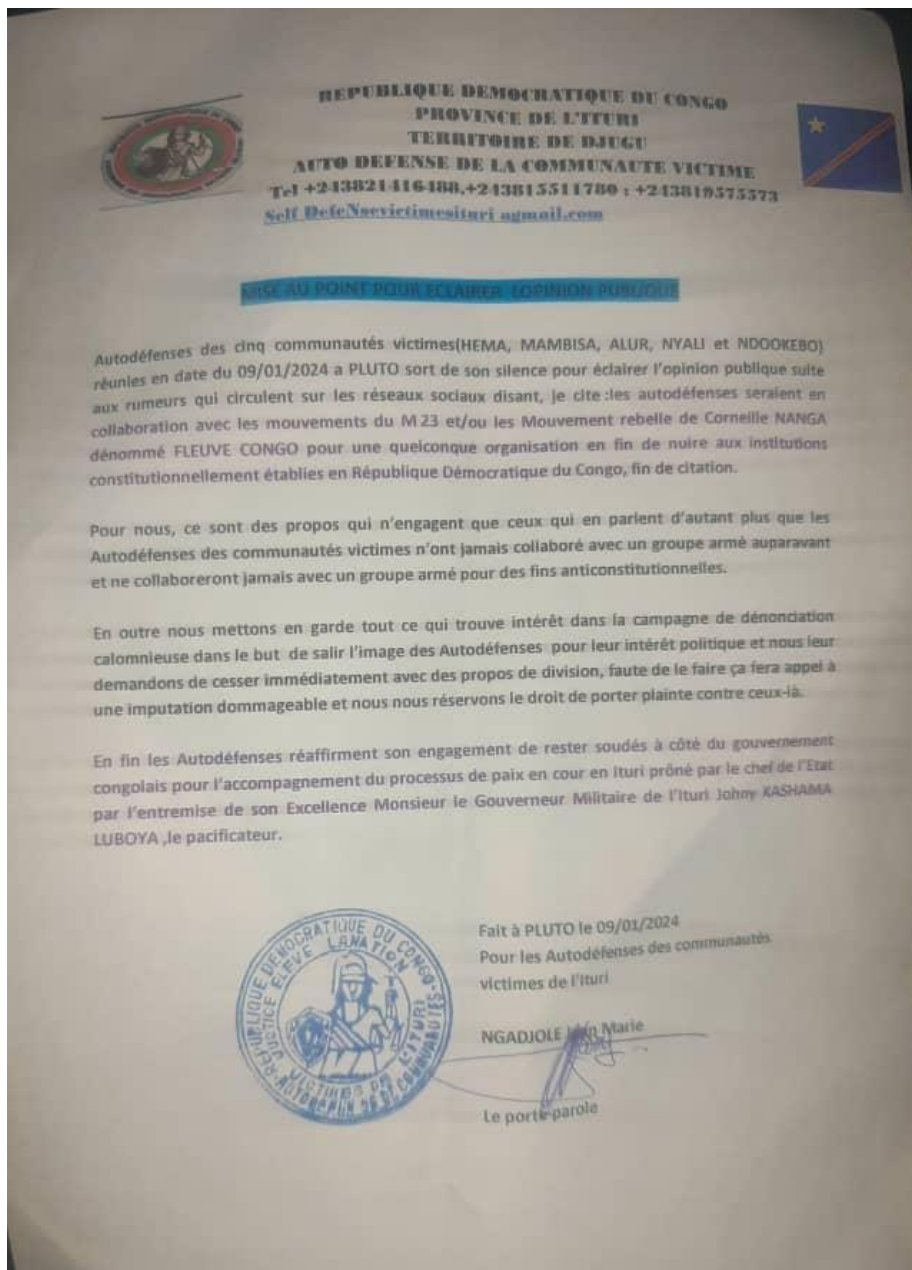 REPUBLIQUE DEMOCRATIQUE DU CONGO
PROVINCE DE L'ITURI
TERRITOIRE DE DJUGU
AUTO DEFENSE DE LA COMMUNAUTE VICTIME
Tel +243821416488,+243815511780 ; +243819575573
Self DefeNsevictimesituri agmail.com
MISE AU POINT POUR ECLAIRER LOPINION PUBLIQUE
Autodéfenses des cinq communautés victimes(HEMA, MAMBISA, ALUR, NYALI et NDOOKEBO)
réunies en date du 09/01/2024 a PLUTO sort de son silence pour éclairer l'opinion publique suite
aux rumeurs qui circulent sur les réseaux sociaux disant, je cite :les autodéfenses seraient en
collaboration avec les mouvements du M 23 et/ou les Mouvement rebelle de Corneille NANGA
dénommé FLEUVE CONGO pour une quelconque organisation en fin de nuire aux institutions
constitutionnellement établies en République Démocratique du Congo, fin de citation.
Pour nous, ce sont des propos qui n'engagent que ceux qui en parlent d'autant plus que les
Autodéfenses des communautés victimes n'ont jamais collaboré avec un groupe armé auparavant
et ne collaboreront jamais avec un groupe armé pour des fins anticonstitutionnelles.
En outre nous mettons en garde tout ce qui trouve intérêt dans la campagne de dénonciation
calomnieuse dans le but de salir l'image des Autodéfenses pour leur intérêt politique et nous leur
demandons de cesser immédiatement avec des propos de division, faute de le faire ça fera appel à
une imputation dommageable et nous nous réservons le droit de porter plainte contre ceux-là.
En fin les Autodéfenses réaffirment son engagement de rester soudés à côté du gouvernement
congolais pour l'accompagnement du processus de paix en cour en Ituri prôné par le chef de l'Etat
par l'entremise de son Excellence Monsieur le Gouverneur Militaire de l'Ituri Johny KASHAMA
LUBOYA ,le pacificateur.
Fait à PLUTO le 09/01/2024
Pour les Autodéfenses des communautés
victimes de l'Ituri
NGADJOLE Marie
Le porte-parole
REPUBLIQUE DEMOCRATIQUE DU CONGO
JUSTICE ELEVE LANATION
VICTIMES DE L'ITURI